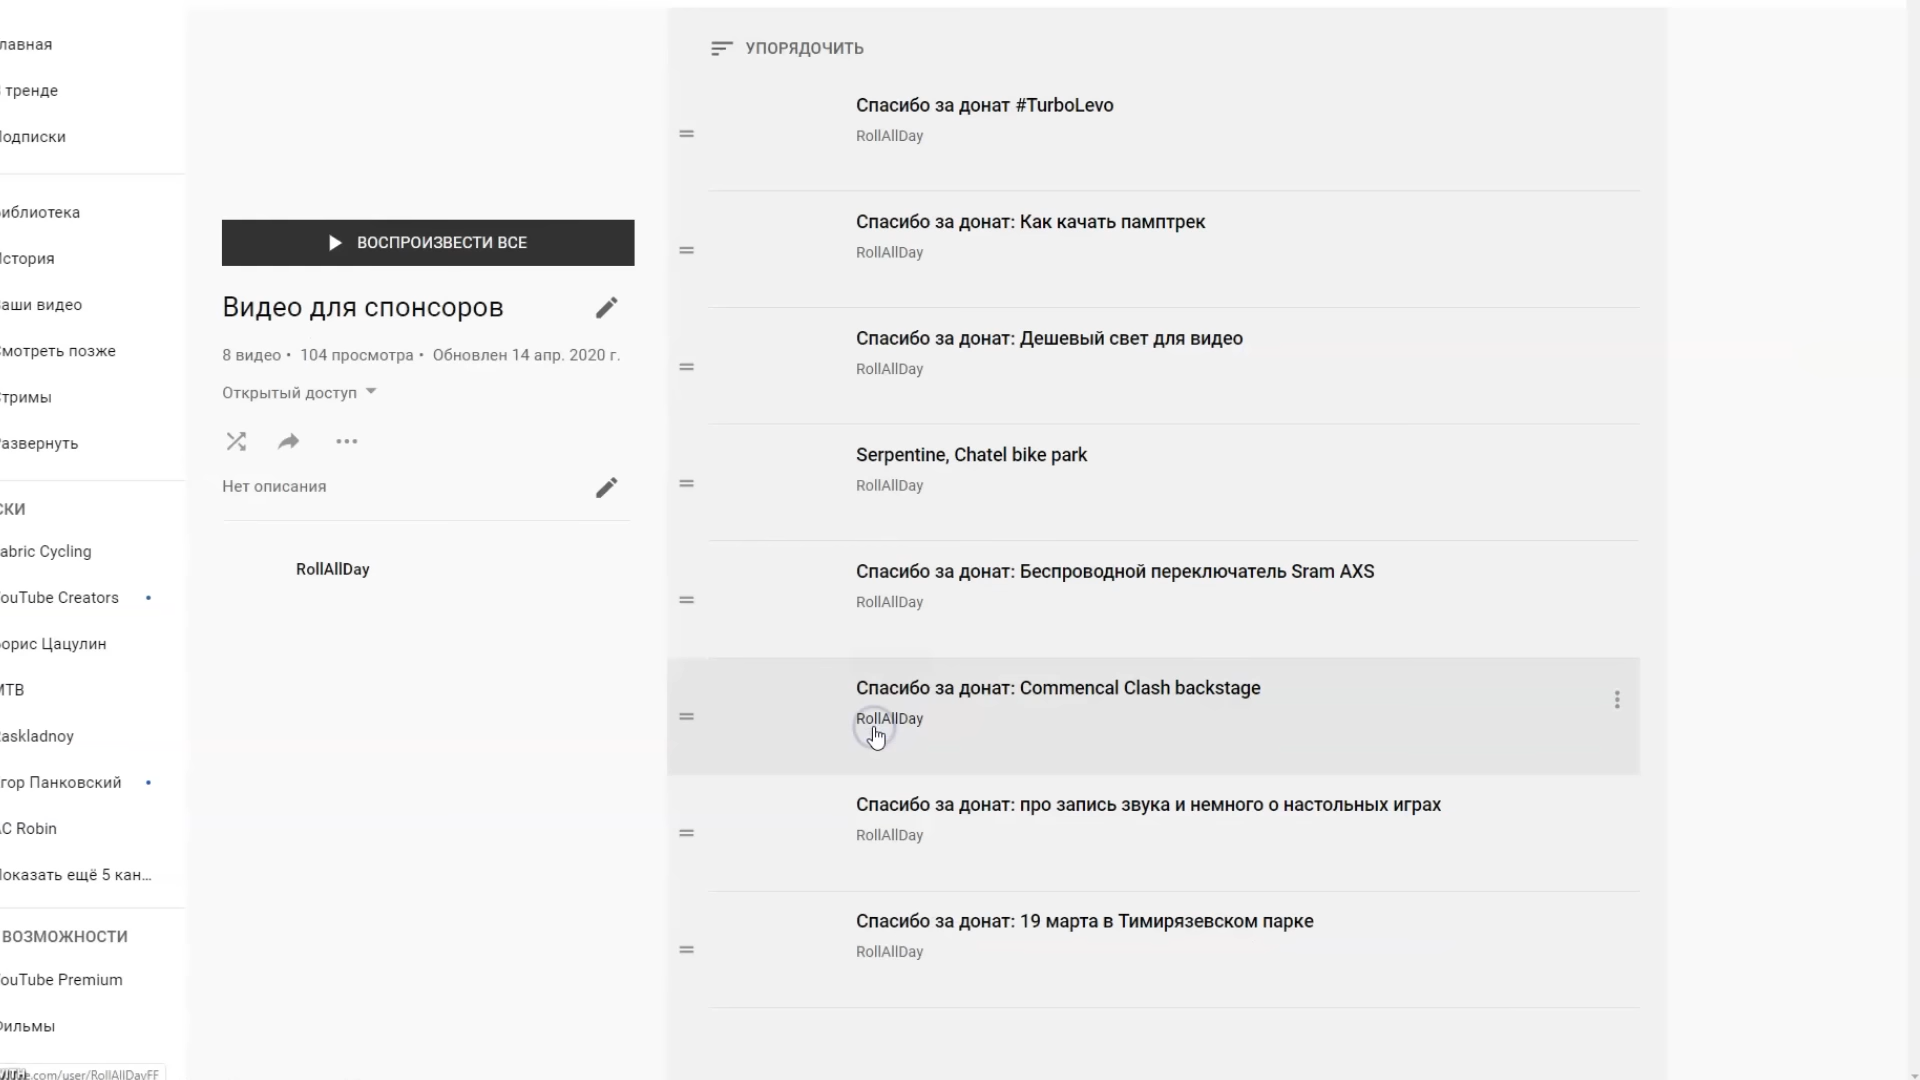 лавная
тренде
одписки
иблиотека
стория
аши видео
мотреть позже
тримы
азвернуть
СКИ
abric Cycling
ouTube Creators
орис Цацулин
МТВ
askladnoy
гор Панковский
C Robin
оказать ещё 5 кан...
ВОЗМОЖНОСТИ
ouTube Premium
ильмы
e.com/user/RollAllDayFF
ВОСПРОИЗВЕСТИ ВСЕ
Видео для спонсоров
8 видео • 104 просмотра • Обновлен 14 апр. 2020 г.
Открытый доступ
Нет описания
RollAllDay
УПОРЯДОЧИТЬ
Спасибо за донат #TurboLevo
RollAllDay
Спасибо за донат: Как качать памптрек
RollAllDay
Спасибо за донат: Дешевый свет для видео
RollAllDay
Serpentine, Chatel bike park
RollAllDay
Спасибо за донат: Беспроводной переключатель Sram AXS
RollAllDay
Спасибо за донат: Commencal Clash backstage
RollAllDay
Спасибо за донат: про запись звука и немного о настольных играх
RollAllDay
Спасибо за донат: 19 марта в Тимирязевском парке
RollAllDay